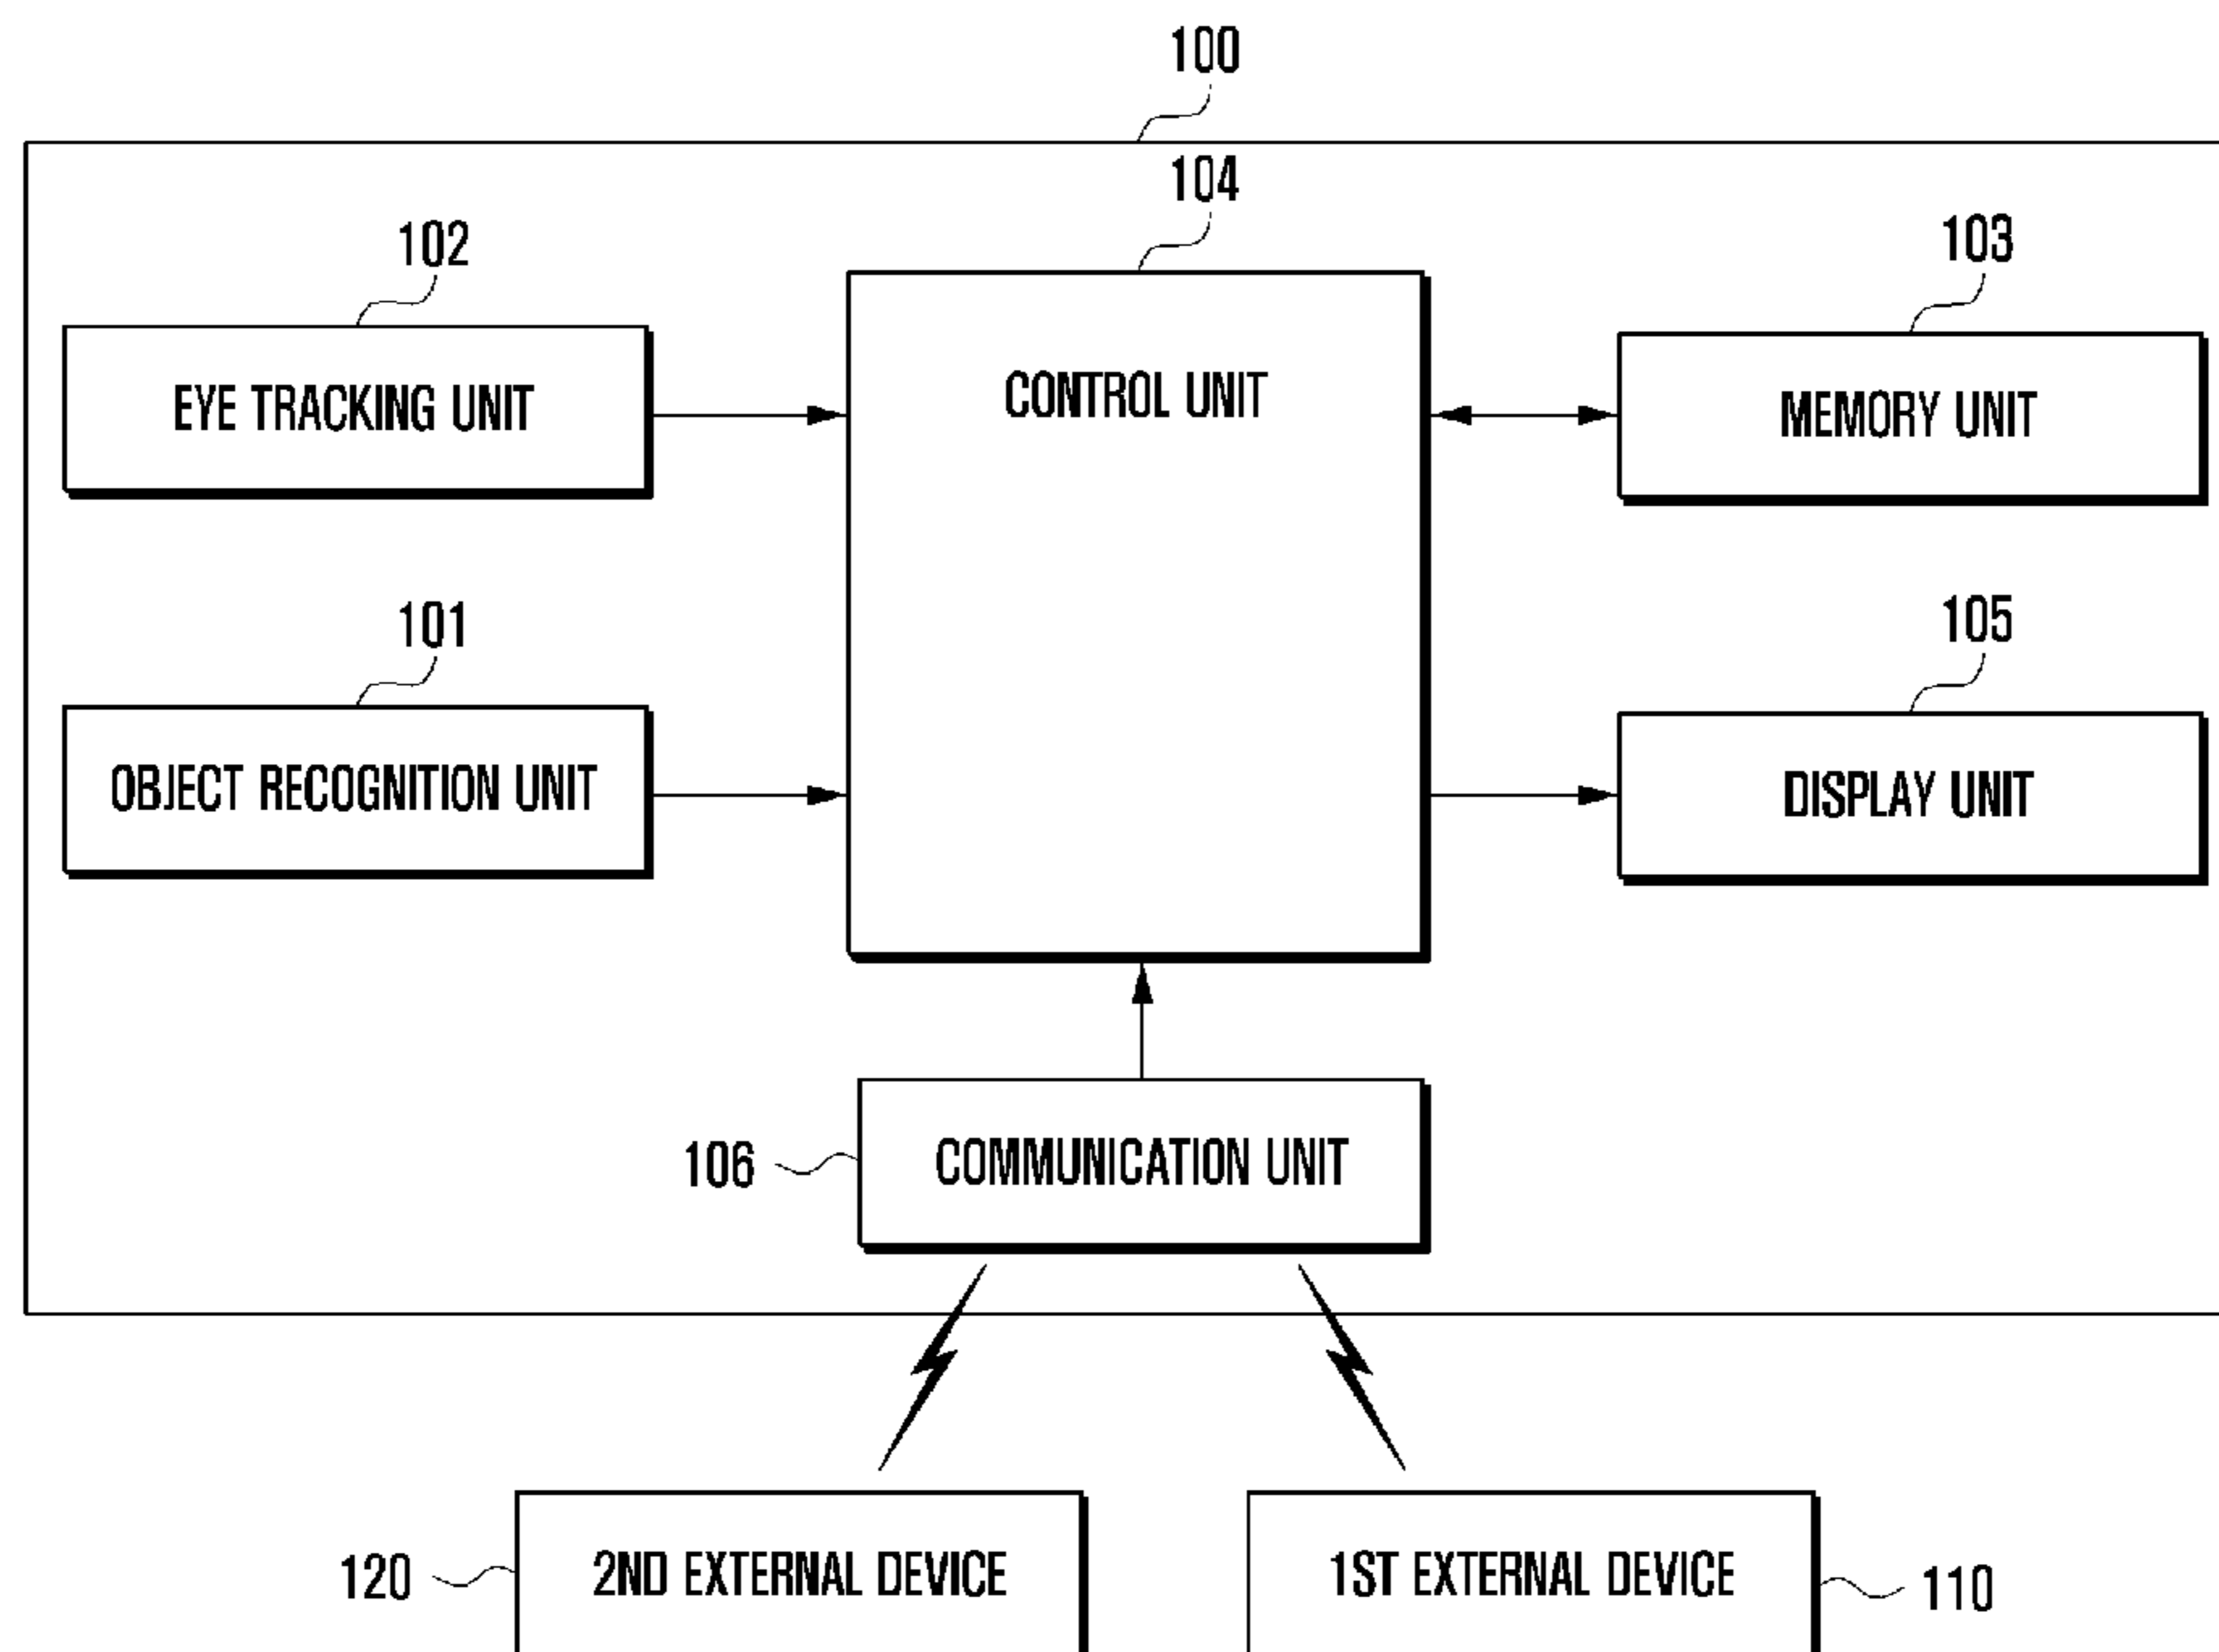 100
104
102
103
EYE TRACKING UNIT
CONTROL UNIT
MEMORY UNIT
101
105
OBJECT RECOGNITION UNIT
DISPLAY UNIT
106
COMMUNICATION UNIT
120
2ND EXTERNAL DEVICE
1ST EXTERNAL DEVICE
110